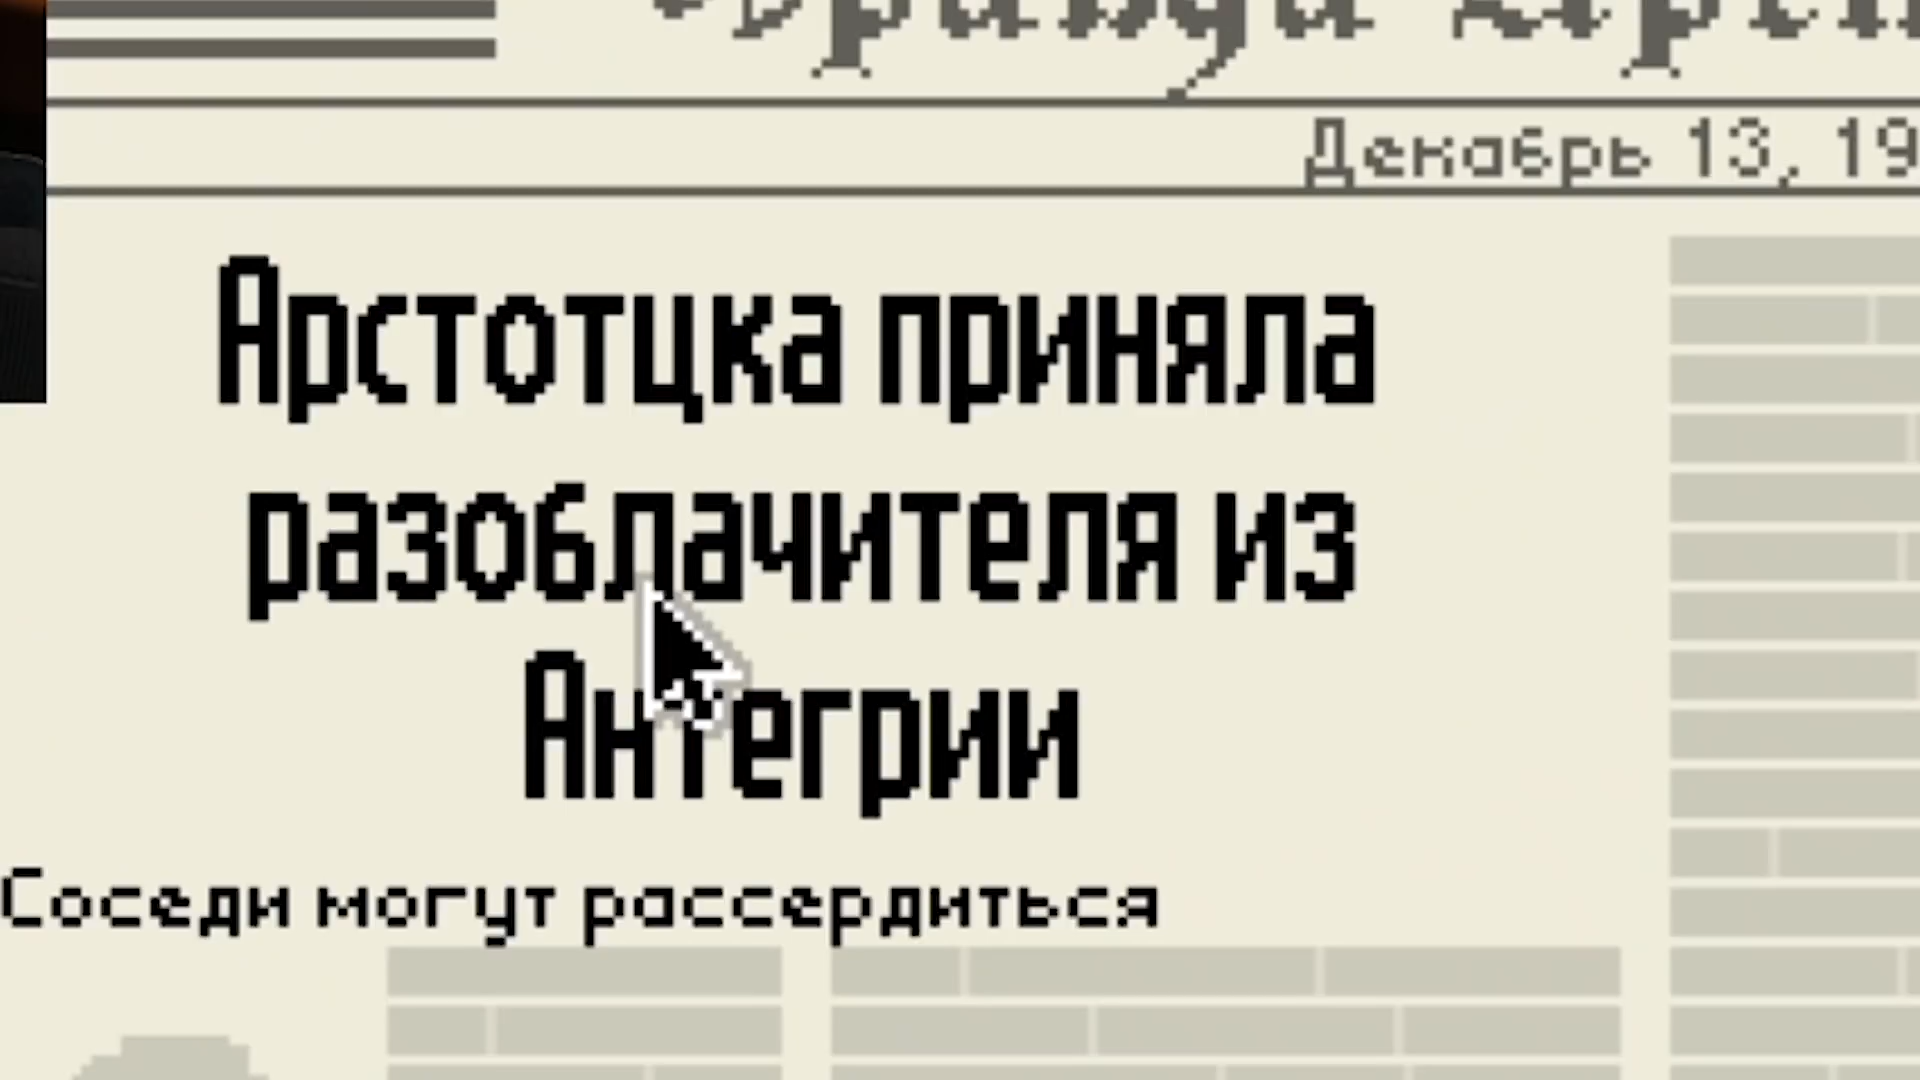 Декабрь 13, 19
Арстотцка приняла
разоблачителя из
Антегрии
Соседи могут рассердиться